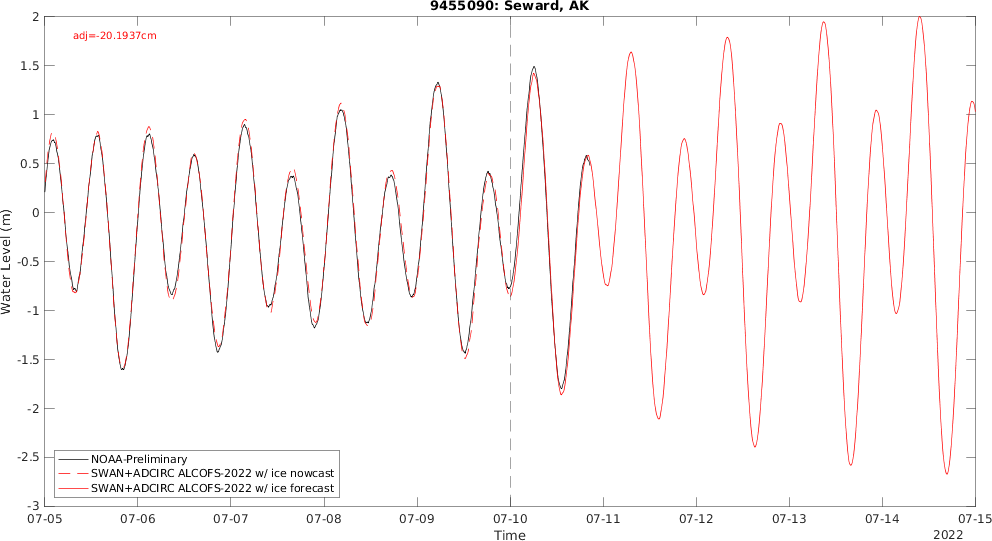 9455090: Seward, AK
adj=-20.1937cm
2
1.5
1
0.5
0
-0.5
-1
-1.5
-2
-2.5
-3
Water Level (m)
NOAA-Preliminary
SWAN+ADCIRC ALCOFS-2022 w/ ice nowcast
SWAN+ADCIRC ALCOFS-2022 w/ ice forecast
07-05 07-06 07-07 07-08 07-09 07-10 07-11 07-12 07-13 07-14 07-15
Time
2022